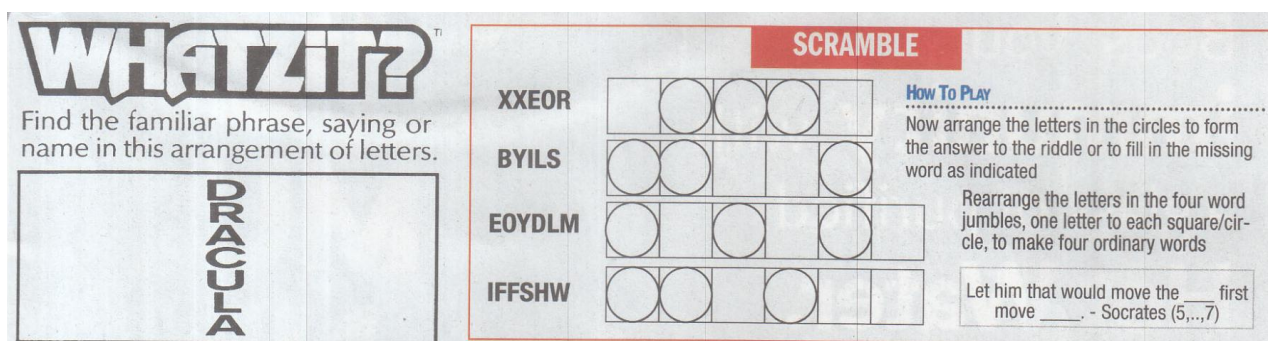 WHATZIT?
TM
Find the familiar phrase, saying or
name in this arrangement of letters.
DRACULA
SCRAMBLE
XXEOR
BYILS
EOYDLM
IFFSHW
HOW TO PLAY
Now arrange the letters in the circles to form
the answer to the riddle or to fill in the missing
word as indicated
Rearrange the letters in the four word
jumbles, one letter to each square/cir-
cle, to make four ordinary words
Let him that would move the ___ first
move ____. - Socrates (5,..,7)